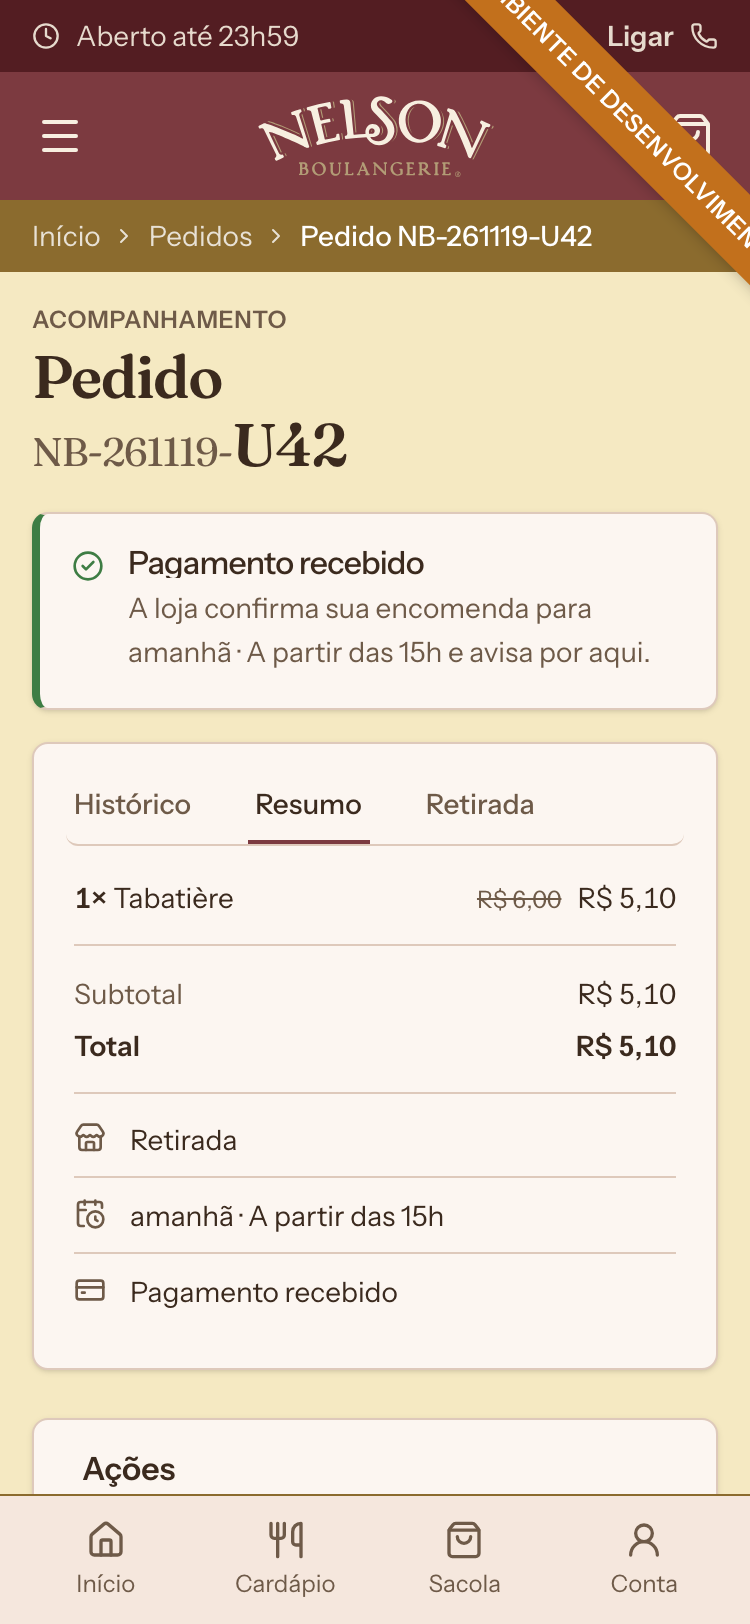 Aberto até 23h59
Ligar
NELSON
BOULANGERIE
BIENTE DE DESENVOLVIMEN
Início > Pedidos > Pedido NB-261119-U42
ACOMPANHAMENTO
Pedido
NB-261119-U42
Pagamento recebido
A loja confirma sua encomenda para
amanhã · A partir das 15h e avisa por aqui.
Histórico Resumo Retirada
1× Tabatière R$ 6,00 R$ 5,10
Subtotal R$ 5,10
Total R$ 5,10
Retirada
amanhã · A partir das 15h
Pagamento recebido
Ações
Início Cardápio Sacola Conta